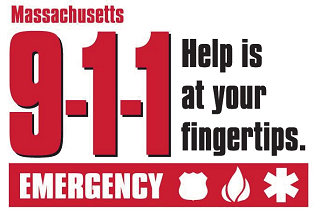 Massachusetts
9-1-1
Help is
at your
fingertips.
EMERGENCY